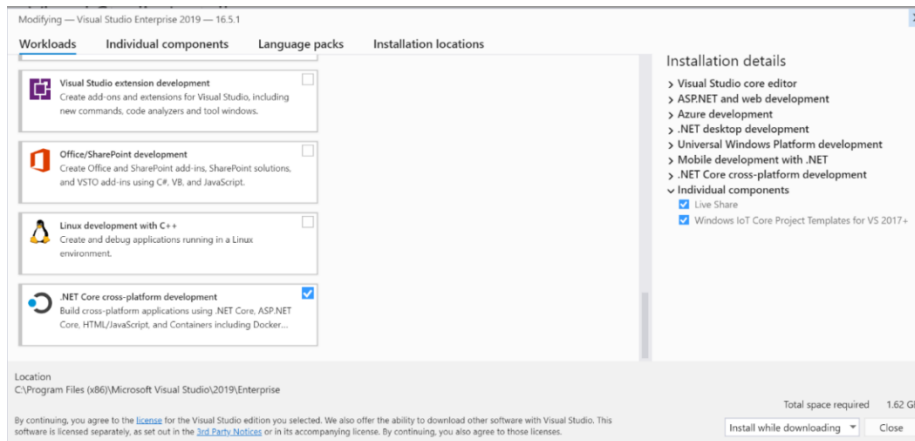 Modifying — Visual Studio Enterprise 2019 — 16.5.1
Workloads Individual components Language packs Installation locations
Visual Studio extension development
Create add-ons and extensions for Visual Studio, including
new commands, code analyzers and tool windows.
Office/SharePoint development
Create Office and SharePoint add-ins, SharePoint solutions,
and VSTO add-ins using C#, VB, and JavaScript.
Linux development with C++
Create and debug applications running in a Linux
environment.
.NET Core cross-platform development
Build cross-platform applications using .NET Core, ASP.NET
Core, HTML/JavaScript, and Containers including Docker...
Installation details
Visual Studio core editor
ASP.NET and web development
Azure development
.NET desktop development
Universal Windows Platform development
Mobile development with .NET
.NET Core cross-platform development
Individual components
Live Share
Windows IoT Core Project Templates for VS 2017+
Location
C:\Program Files (x86)\Microsoft Visual Studio\2019\Enterprise
By continuing, you agree to the license for the Visual Studio edition you selected. We also offer the ability to download other software with Visual Studio. This
software is licensed separately, as set out in the 3rd Party Notices or in its accompanying license. By continuing, you also agree to those licenses.
Total space required 1.62 G
Install while downloading Close